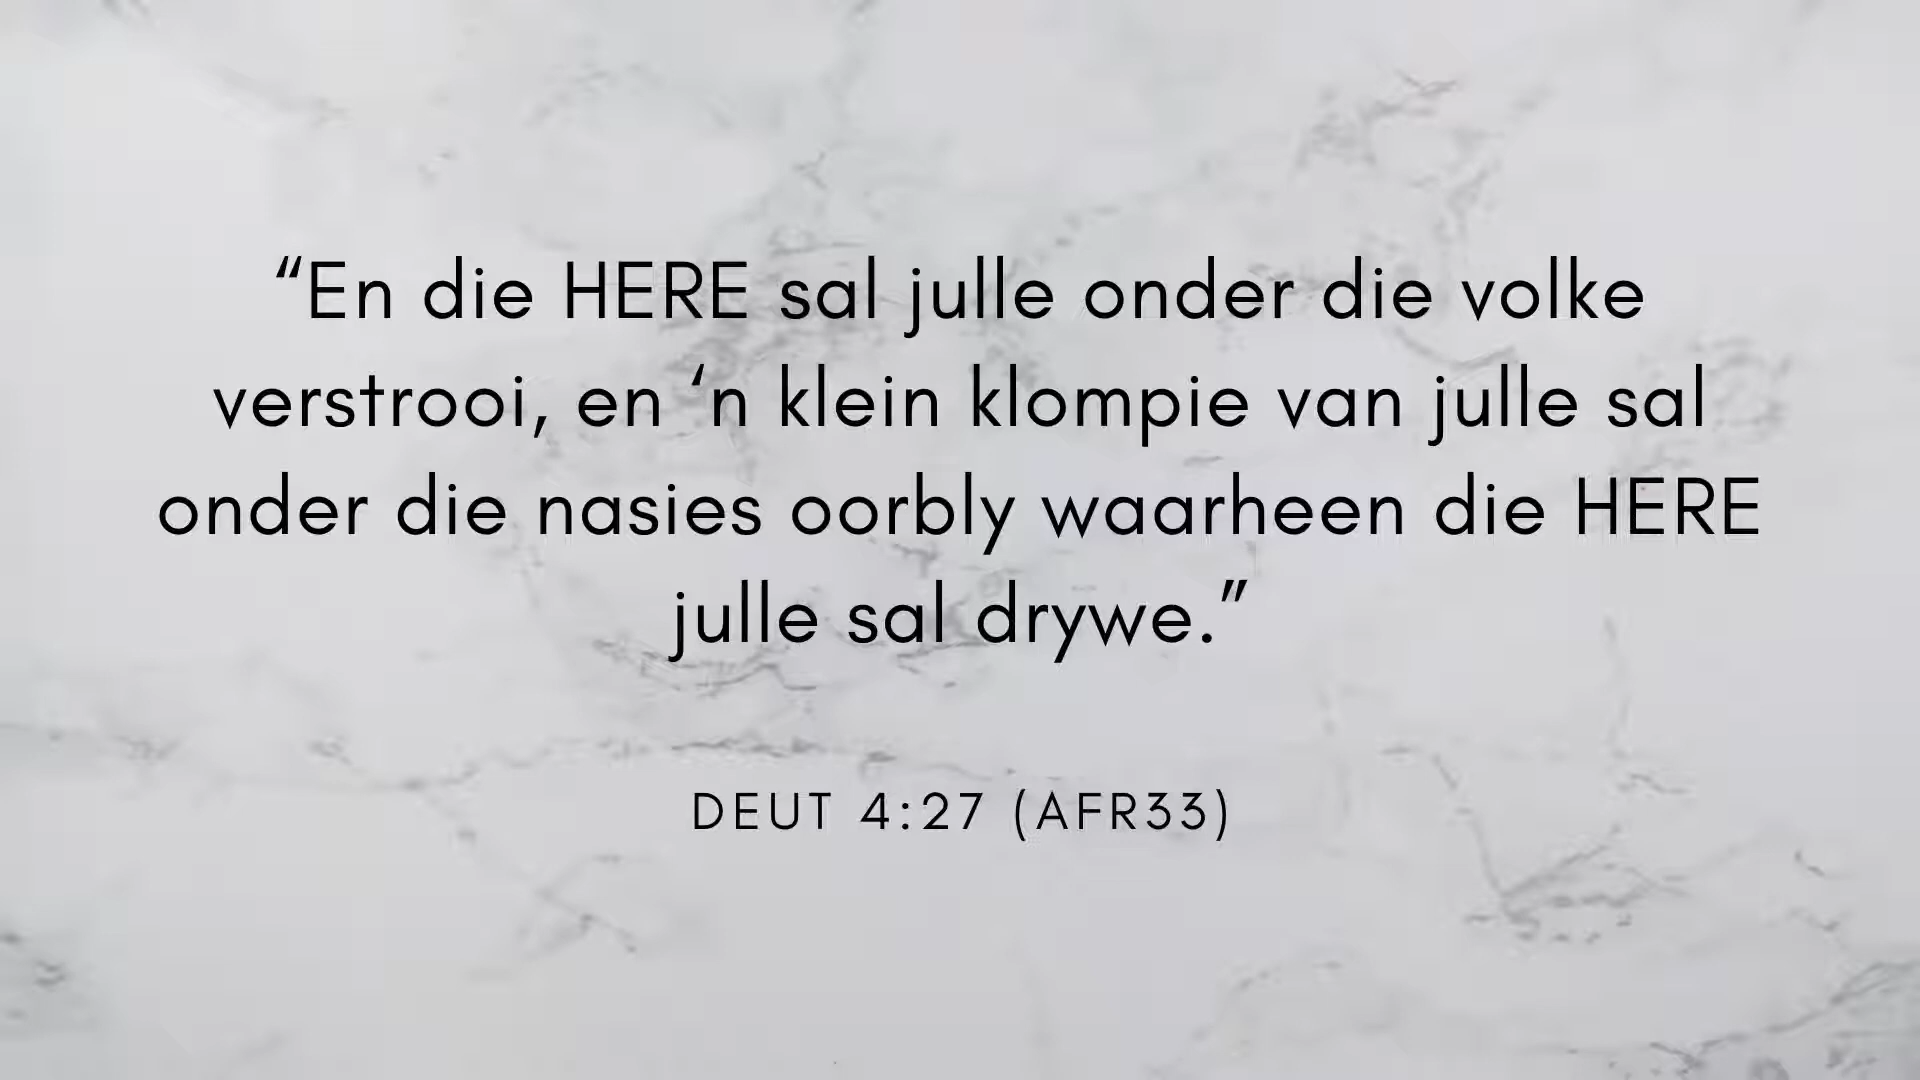 “En die HERE sal julle onder die volke
verstrooi, en ‘n klein klompie van julle sal
onder die nasies oorbly waarheen die HERE
julle sal drywe.”
DEUT 4:27 (AFR33)